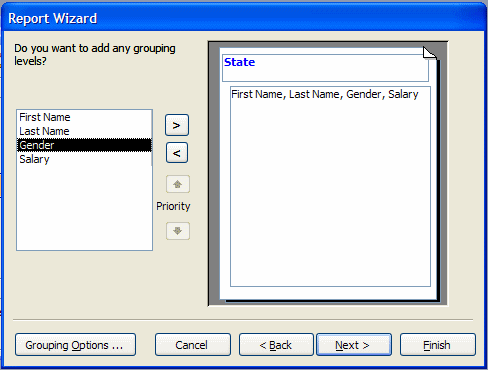 Report Wizard
Do you want to add any grouping
levels?
First Name
Last Name
Gender
Salary
>
<
Priority
State
First Name, Last Name, Gender, Salary
Grouping Options ...
Cancel
< Back
Next >
Finish